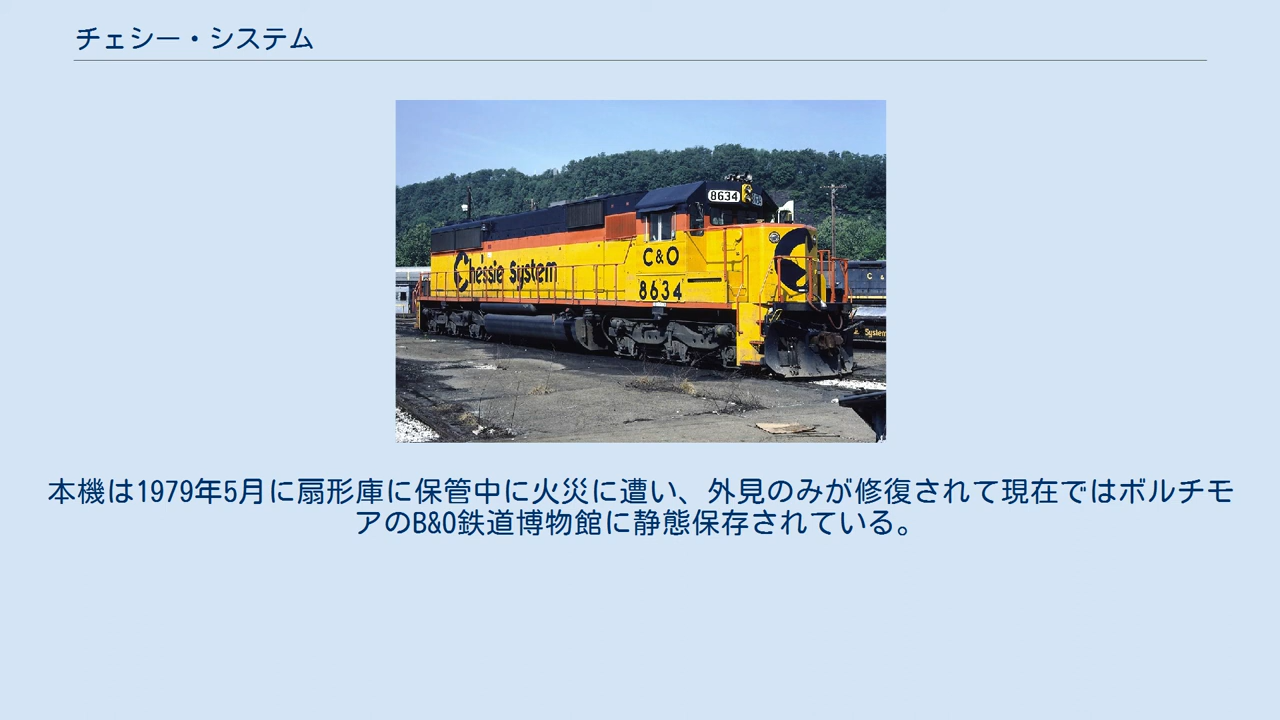 チェシー・システム
8634
Chessie System
C&O
8634
C &
System
本機は1979年5月に扇形庫に保管中に火災に遭い、外見のみが修復されて現在ではボルチモ
アのB&O鉄道博物館に静態保存されている。